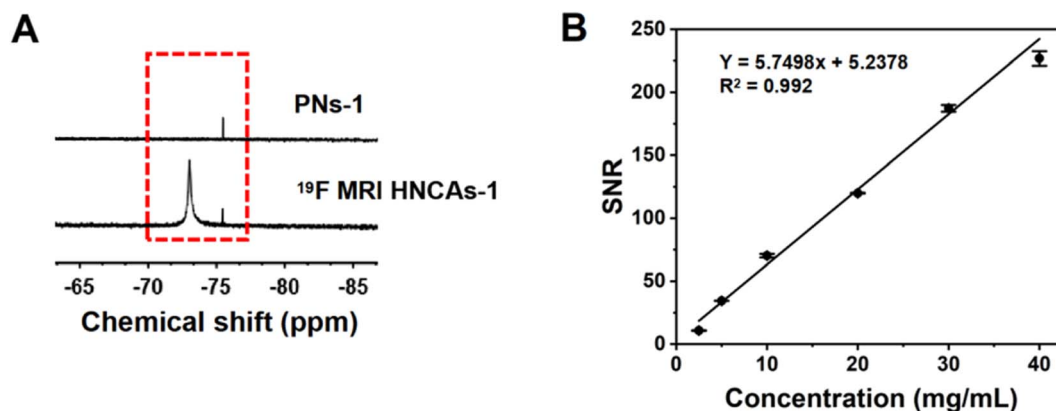 A
PNs-1
¹⁹F MRI HNCAs-1
-65 -70 -75 -80 -85
Chemical shift (ppm)
B
Y = 5.7498x + 5.2378
R² = 0.992
250
200
150
100
50
0
SNR
0 10 20 30 40
Concentration (mg/mL)